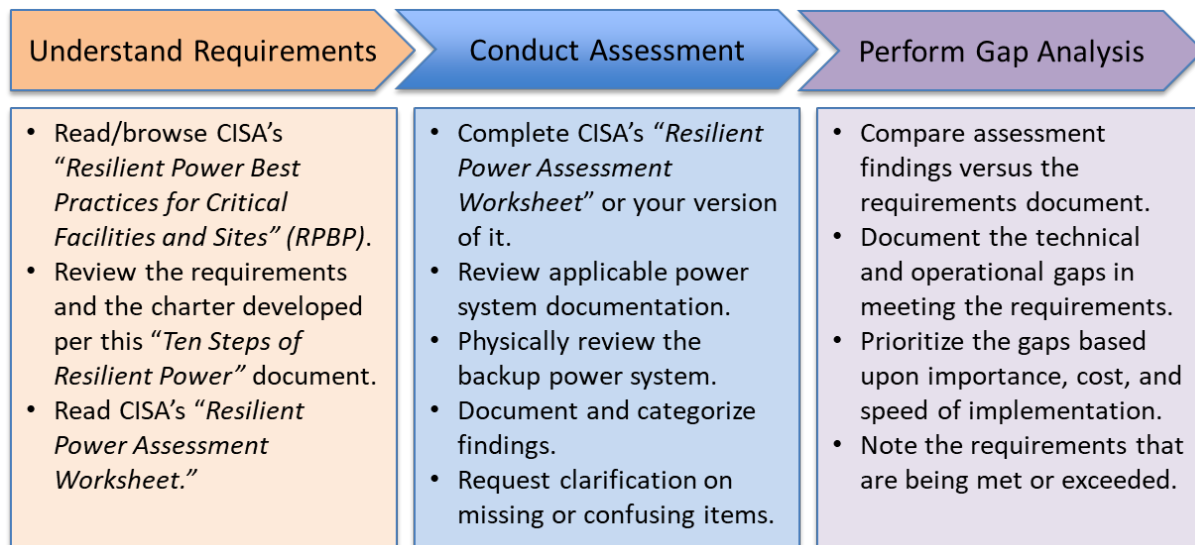 Understand Requirements
• Read/browse CISA’s
“Resilient Power Best
Practices for Critical
Facilities and Sites” (RPBP).
• Review the requirements
and the charter developed
per this “Ten Steps of
Resilient Power” document.
• Read CISA’s “Resilient
Power Assessment
Worksheet.”
Conduct Assessment
• Complete CISA’s “Resilient
Power Assessment
Worksheet” or your version
of it.
• Review applicable power
system documentation.
• Physically review the
backup power system.
• Document and categorize
findings.
• Request clarification on
missing or confusing items.
Perform Gap Analysis
• Compare assessment
findings versus the
requirements document.
• Document the technical
and operational gaps in
meeting the requirements.
• Prioritize the gaps based
upon importance, cost, and
speed of implementation.
• Note the requirements that
are being met or exceeded.